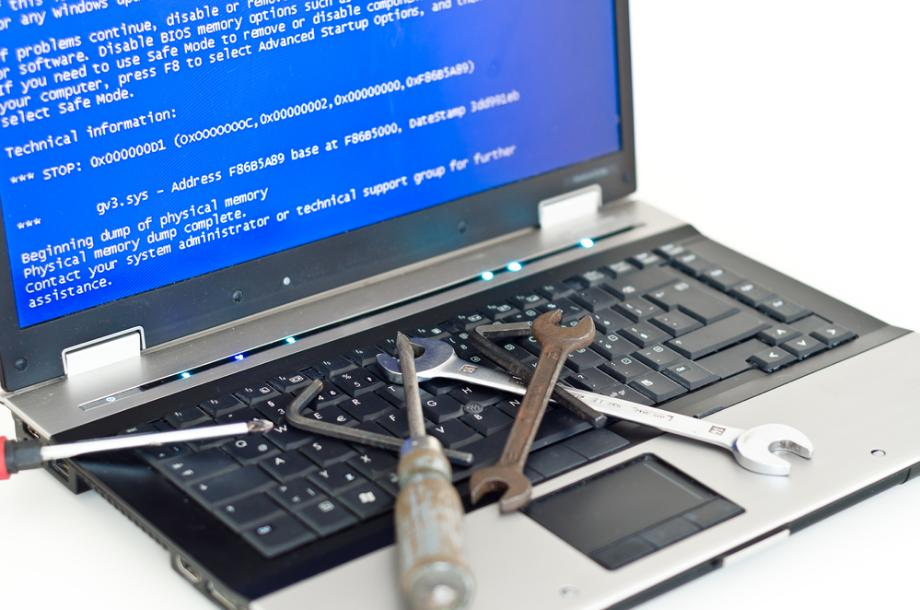 any windows upda
If problems continue, disable or remov
or software. Disable BIOS memory options such as
If you need to use Safe Mode to remove or disable compone
your computer, press F8 to select Advanced Startup Options, and the
select Safe Mode.
Technical information:
*** STOP: 0x000000D1 (0x0000000C,0x00000002,0x00000000,0xF86B5A89)
*** gv3.sys - Address F86B5A89 base at F86B5000, DateStamp 3dd991eb
Beginning dump of physical memory
Physical memory dump complete.
Contact your system administrator or technical support group for further
assistance.